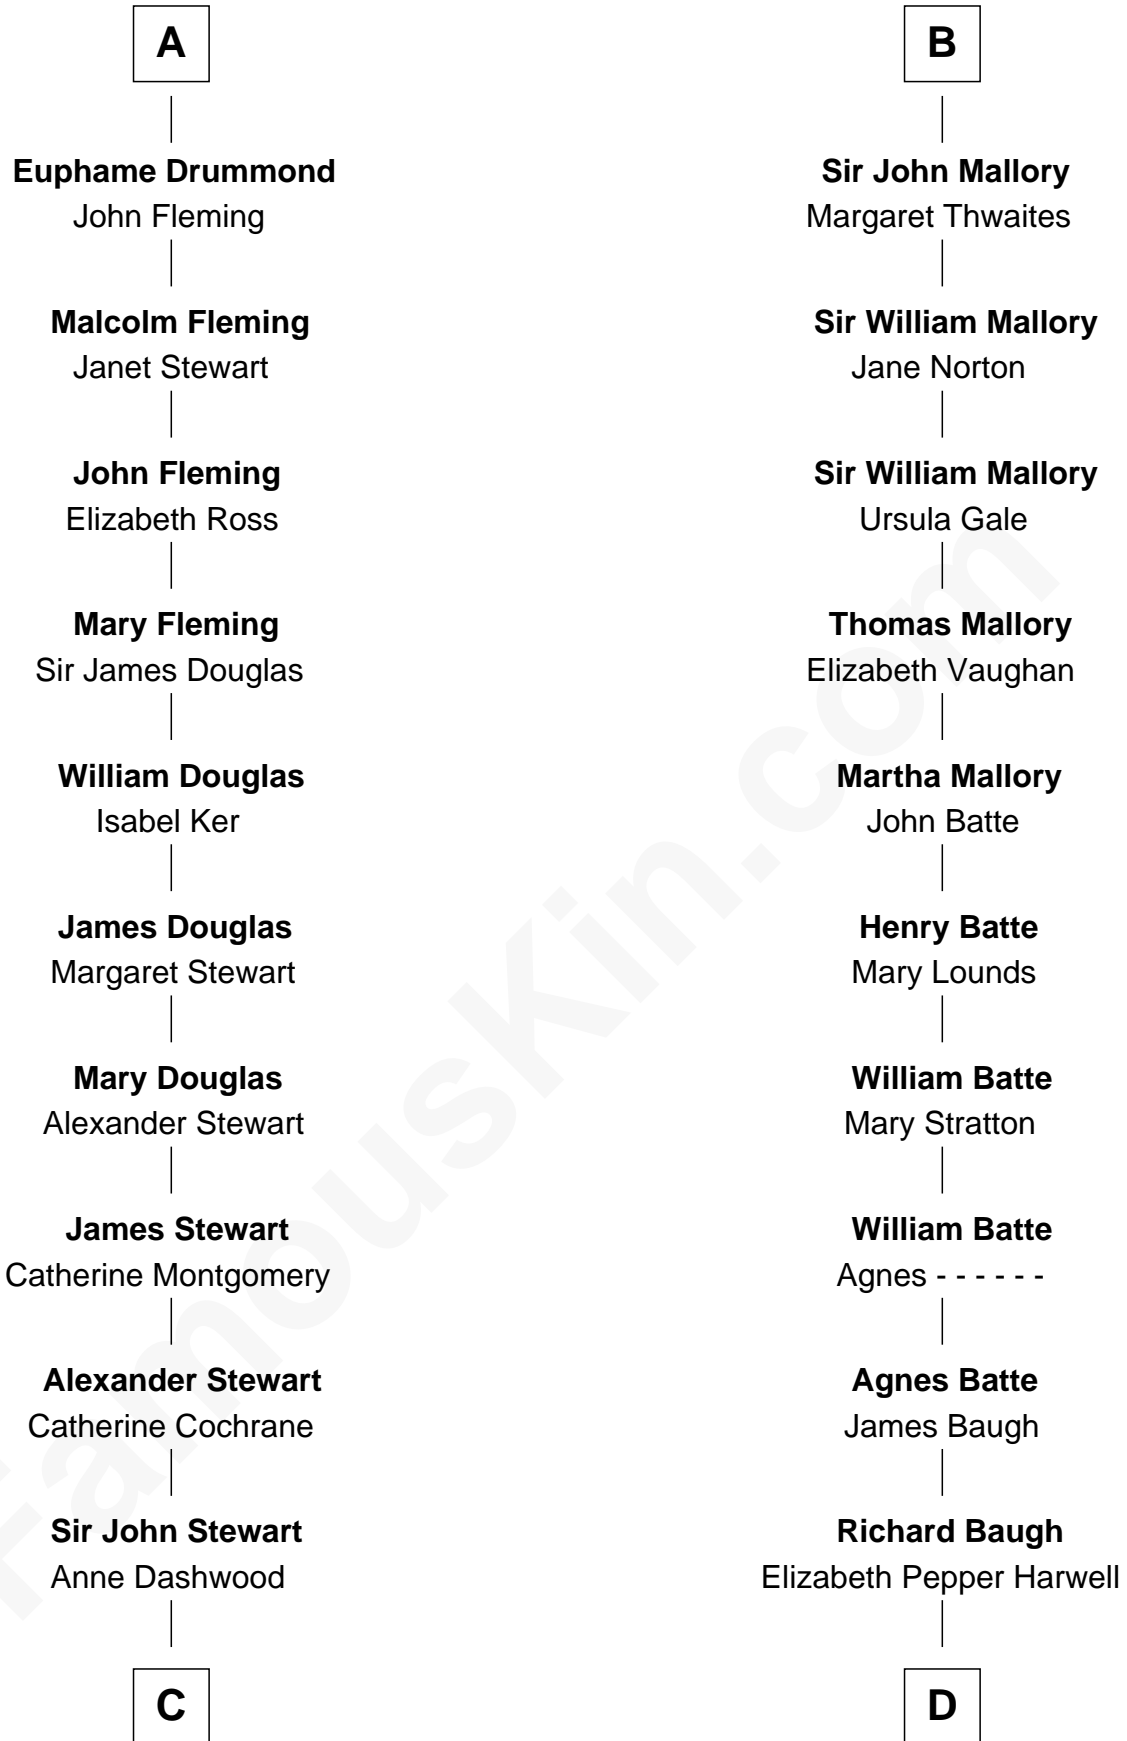 A
Euphame Drummond
John Fleming
Malcolm Fleming
Janet Stewart
John Fleming
Elizabeth Ross
Mary Fleming
Sir James Douglas
William Douglas
Isabel Ker
James Douglas
Margaret Stewart
Mary Douglas
Alexander Stewart
James Stewart
Catherine Montgomery
Alexander Stewart
Catherine Cochrane
Sir John Stewart
Anne Dashwood
C
B
Sir John Mallory
Margaret Thwaites
Sir William Mallory
Jane Norton
Sir William Mallory
Ursula Gale
Thomas Mallory
Elizabeth Vaughan
Martha Mallory
John Batte
Henry Batte
Mary Lounds
William Batte
Mary Stratton
William Batte
Agnes - - - - - -
Agnes Batte
James Baugh
Richard Baugh
Elizabeth Pepper Harwell
D
FamousKin.com